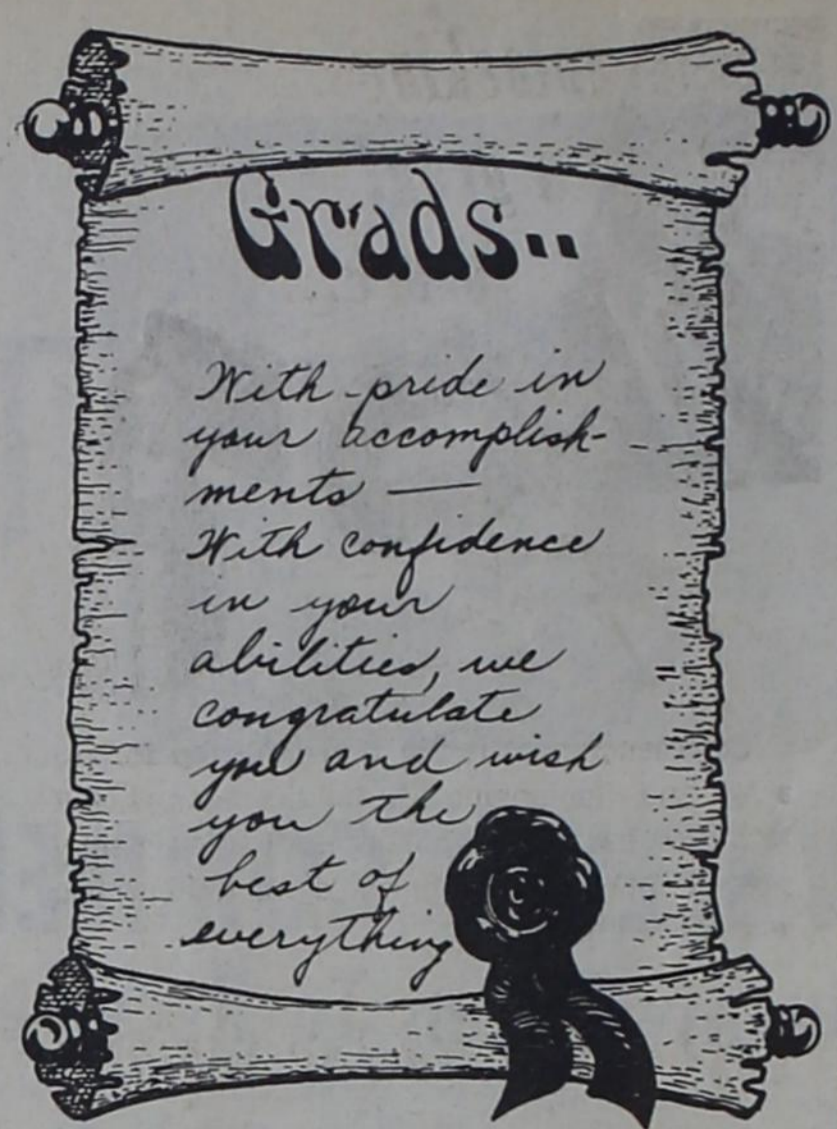 Grads..
With pride in
your accomplish-
ments —
With confidence
in your
abilities, we
congratulate
you and wish
you the
best of
everything